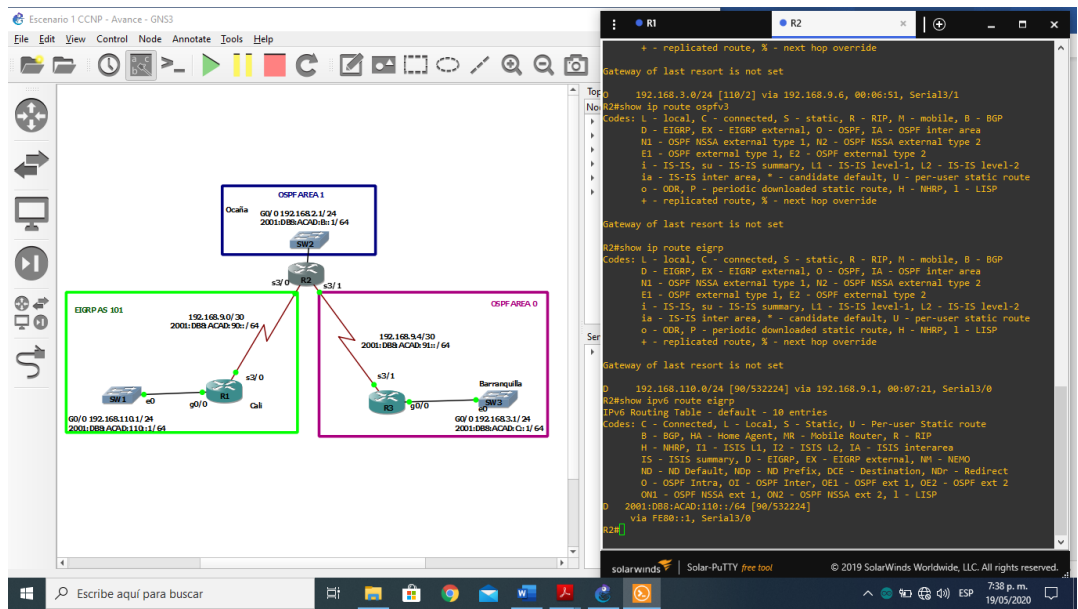 Escenario 1 CCNP - Avance - GNS3
File Edit View Control Node Annotate Tools Help
OSPF AREA 1
Ocaña
G0/0 192.168.2.1/24
2001:DB8:ACAD:B::1/64
SW2
R2
s3/0
s3/1
EIGRP AS 101
192.168.9.0/30
2001:DB8:ACAD:90::/64
OSPF AREA 0
192.168.9.4/30
2001:DB8:ACAD:91::/64
s3/0
s3/1
SW1
e0
g0/0
R1
Cali
G0/0 192.168.110.1/24
2001:DB8:ACAD:110::1/64
Barranquilla
R3
g0/0
e0
SW3
G0/0 192.168.3.1/24
2001:DB8:ACAD:C::1/64
Top
No
Ser
R1
R2
+ - replicated route, % - next hop override
Gateway of last resort is not set
O 192.168.3.0/24 [110/2] via 192.168.9.6, 00:06:51, Serial3/1
R2#show ip route ospfv3
Codes: L - local, C - connected, S - static, R - RIP, M - mobile, B - BGP
D - EIGRP, EX - EIGRP external, O - OSPF, IA - OSPF inter area
N1 - OSPF NSSA external type 1, N2 - OSPF NSSA external type 2
E1 - OSPF external type 1, E2 - OSPF external type 2
i - IS-IS, su - IS-IS summary, L1 - IS-IS level-1, L2 - IS-IS level-2
ia - IS-IS inter area, * - candidate default, U - per-user static route
o - ODR, P - periodic downloaded static route, H - NHRP, l - LISP
+ - replicated route, % - next hop override
Gateway of last resort is not set
R2#show ip route eigrp
Codes: L - local, C - connected, S - static, R - RIP, M - mobile, B - BGP
D - EIGRP, EX - EIGRP external, O - OSPF, IA - OSPF inter area
N1 - OSPF NSSA external type 1, N2 - OSPF NSSA external type 2
E1 - OSPF external type 1, E2 - OSPF external type 2
i - IS-IS, su - IS-IS summary, L1 - IS-IS level-1, L2 - IS-IS level-2
ia - IS-IS inter area, * - candidate default, U - per-user static route
o - ODR, P - periodic downloaded static route, H - NHRP, l - LISP
+ - replicated route, % - next hop override
Gateway of last resort is not set
D 192.168.110.0/24 [90/532224] via 192.168.9.1, 00:07:21, Serial3/0
R2#show ipv6 route eigrp
IPv6 Routing Table - default - 10 entries
Codes: C - Connected, L - Local, S - Static, U - Per-user Static route
B - BGP, HA - Home Agent, MR - Mobile Router, R - RIP
H - NHRP, I1 - ISIS L1, I2 - ISIS L2, IA - ISIS interarea
IS - ISIS summary, D - EIGRP, EX - EIGRP external, NM - NEMO
ND - ND Default, NDp - ND Prefix, DCE - Destination, NDr - Redirect
O - OSPF Intra, OI - OSPF Inter, OE1 - OSPF ext 1, OE2 - OSPF ext 2
ON1 - OSPF NSSA ext 1, ON2 - OSPF NSSA ext 2, l - LISP
D 2001:DB8:ACAD:110::/64 [90/532224]
via FE80::1, Serial3/0
R2#
solarwinds Solar-PuTTY free tool © 2019 SolarWinds Worldwide, LLC. All rights reserved.
Escribe aquí para buscar
ESP
7:38 p. m.
19/05/2020